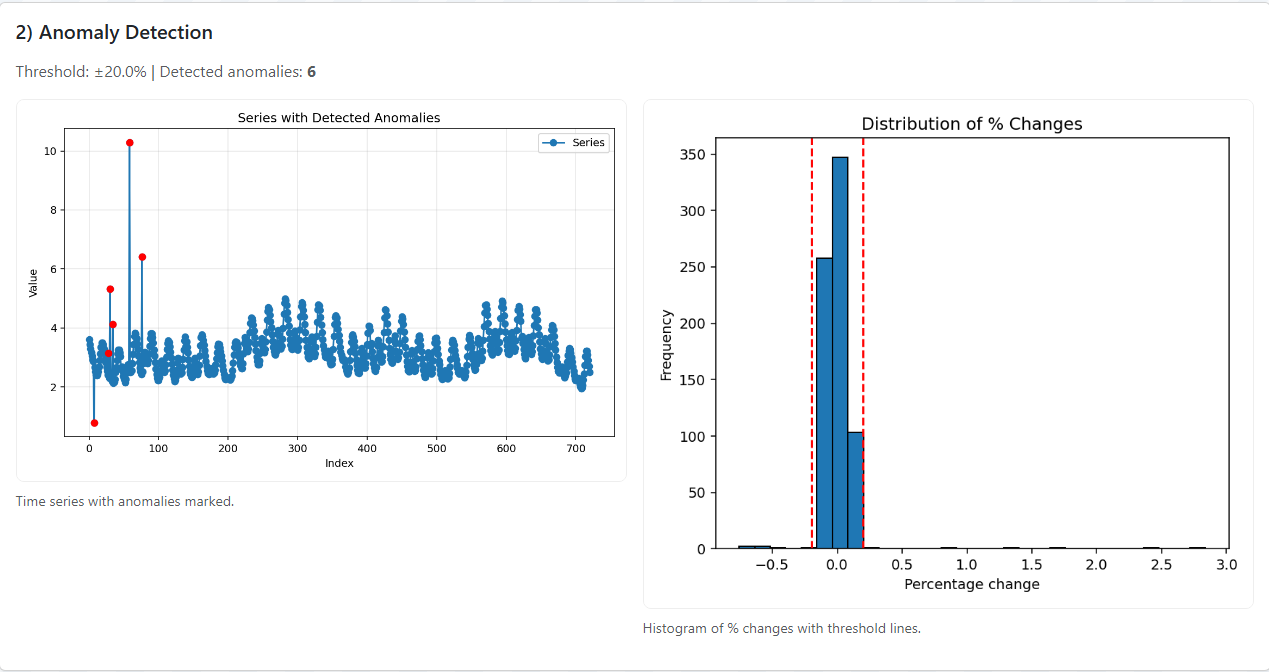 2) Anomaly Detection
Threshold: ±20.0% | Detected anomalies: 6
Series with Detected Anomalies
Series
10
8
6
4
2
Value
0 100 200 300 400 500 600 700
Index
Time series with anomalies marked.
Distribution of % Changes
350
300
250
200
150
100
50
0
Frequency
−0.5 0.0 0.5 1.0 1.5 2.0 2.5 3.0
Percentage change
Histogram of % changes with threshold lines.